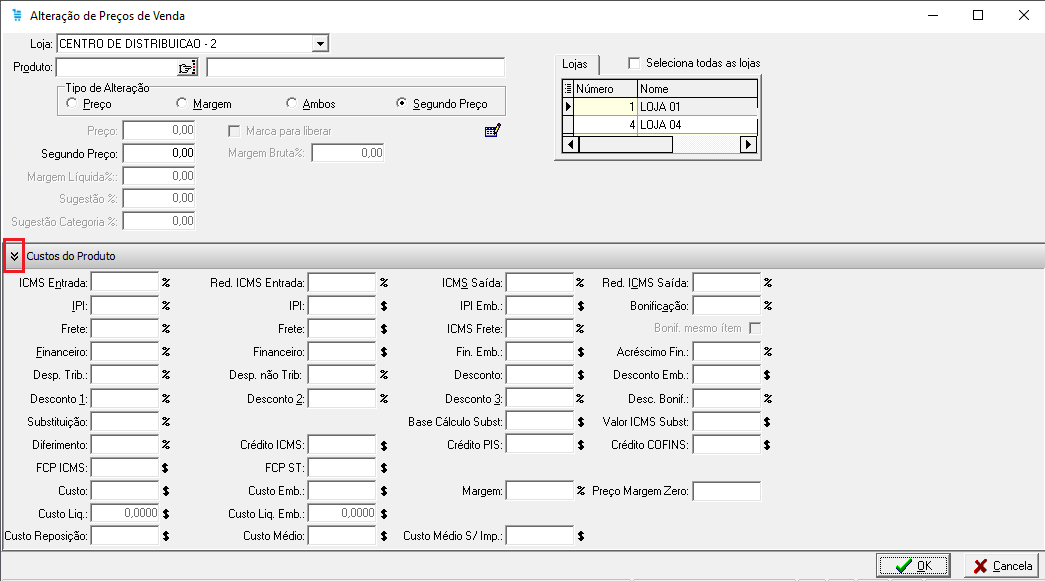 Alteração de Preços de Venda
Loja: CENTRO DE DISTRIBUICAO - 2
Produto:
Tipo de Alteração
Preço Margem Ambos Segundo Preço
Preço: 0,00 Marca para liberar
Segundo Preço: 0,00 Margem Bruta%: 0,00
Margem Líquida%:: 0,00
Sugestão %: 0,00
Sugestão Categoria %: 0,00
Lojas Seleciona todas as lojas
Número Nome
1 LOJA 01
4 LOJA 04
Custos do Produto
ICMS Entrada: % Red. ICMS Entrada: % ICMS Saída: % Red. ICMS Saída: %
IPI: % IPI: $ IPI Emb.: $ Bonificação: %
Frete: % Frete: $ ICMS Frete: % Bonif. mesmo ítem
Financeiro: % Financeiro: $ Fin. Emb.: $ Acréscimo Fin.: %
Desp. Trib.: % Desp. não Trib: % Desconto: $ Desconto Emb.: $
Desconto 1: % Desconto 2: % Desconto 3: % Desc. Bonif.: %
Substituição: % Base Cálculo Subst: $ Valor ICMS Subst: $
Diferimento: % Crédito ICMS: $ Crédito PIS: $ Crédito COFINS: $
FCP ICMS: $ FCP ST: $
Custo: $ Custo Emb.: $ Margem: % Preço Margem Zero:
Custo Liq.: 0,0000 $ Custo Liq. Emb.: 0,0000 $
Custo Reposição: $ Custo Médio: $ Custo Médio S/ Imp.: $
OK Cancela